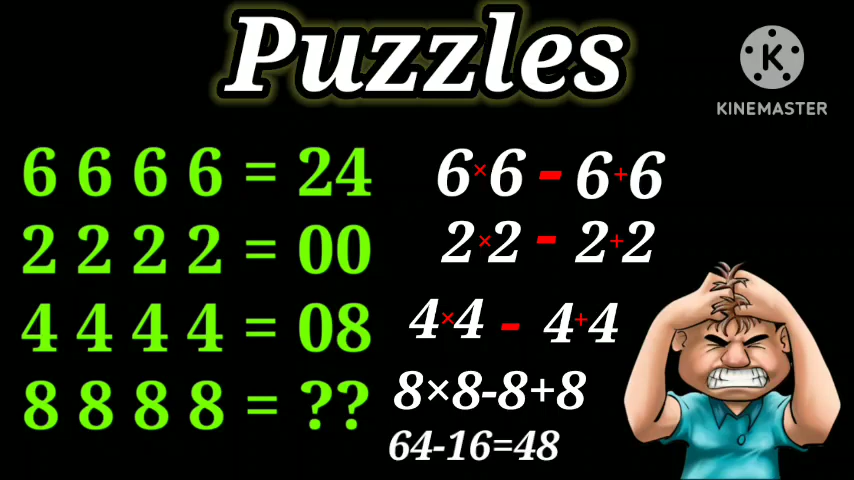 Puzzles
KINEMASTER
6 6 6 6 = 24
6×6 - 6+6
2 2 2 2 = 00
2×2 - 2+2
4 4 4 4 = 08
4×4 - 4+4
8 8 8 8 = ??
8×8-8+8
64-16=48